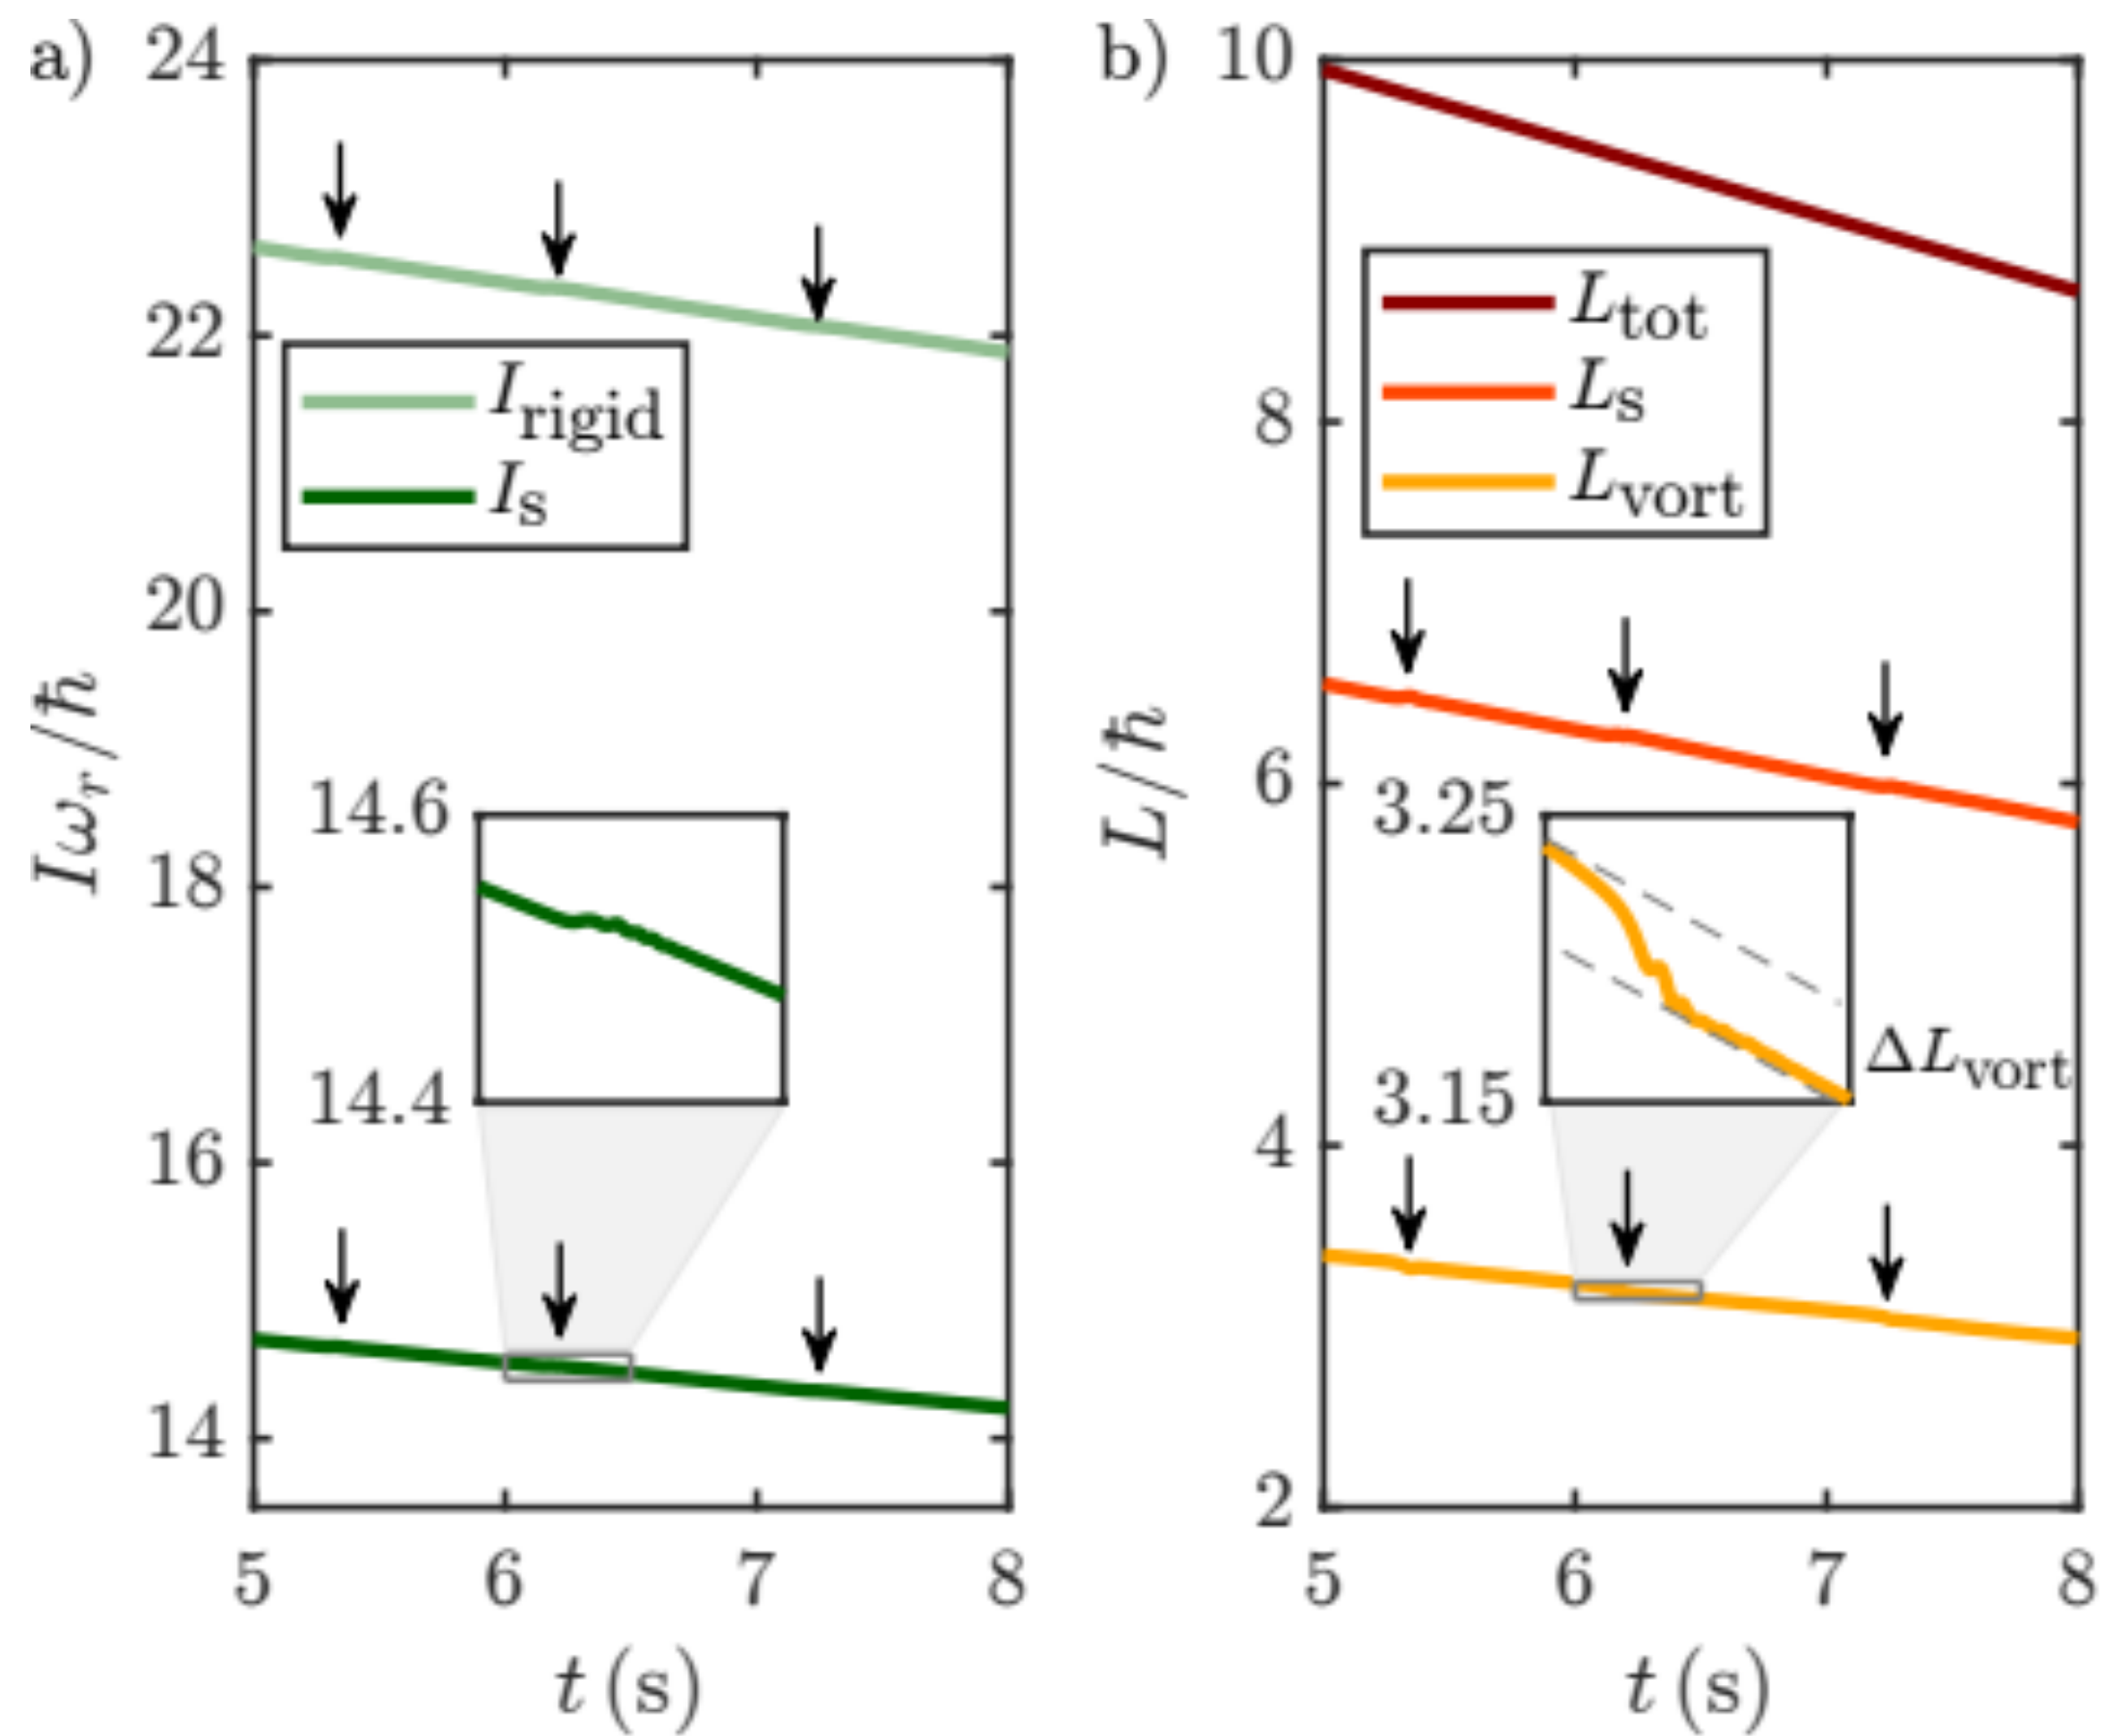 a)
24
22
20
18
16
14
Iω_r/ħ
I_rigid
I_s
14.6
14.4
5 6 7 8
t (s)
b)
10
8
6
4
2
L/ħ
L_tot
L_s
L_vort
3.25
3.15
ΔL_vort
5 6 7 8
t (s)